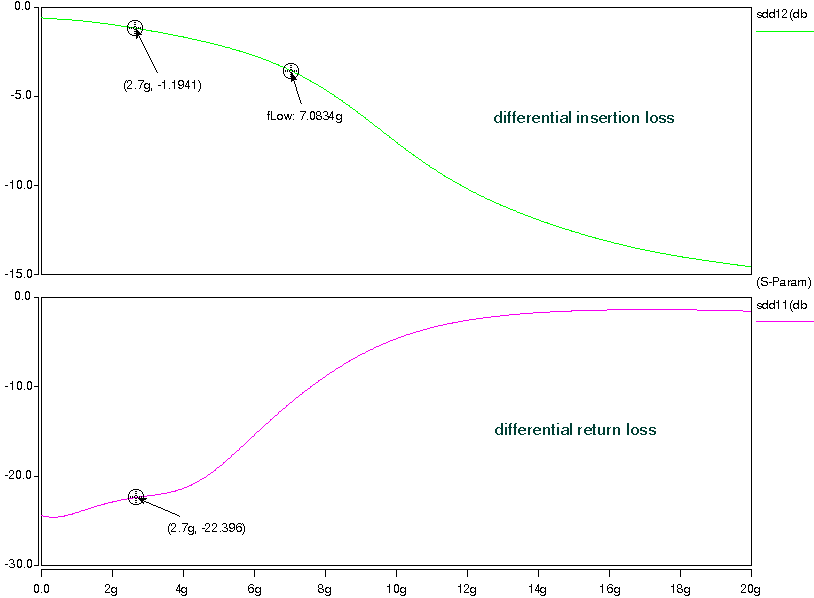 0.0
sdd12(db
(2.7g, -1.1941)
-5.0
fLow: 7.0834g
differential insertion loss
-10.0
-15.0
(S-Param)
0.0
sdd11(db
-10.0
differential return loss
-20.0
(2.7g, -22.396)
-30.0
0.0 2g 4g 6g 8g 10g 12g 14g 16g 18g 20g